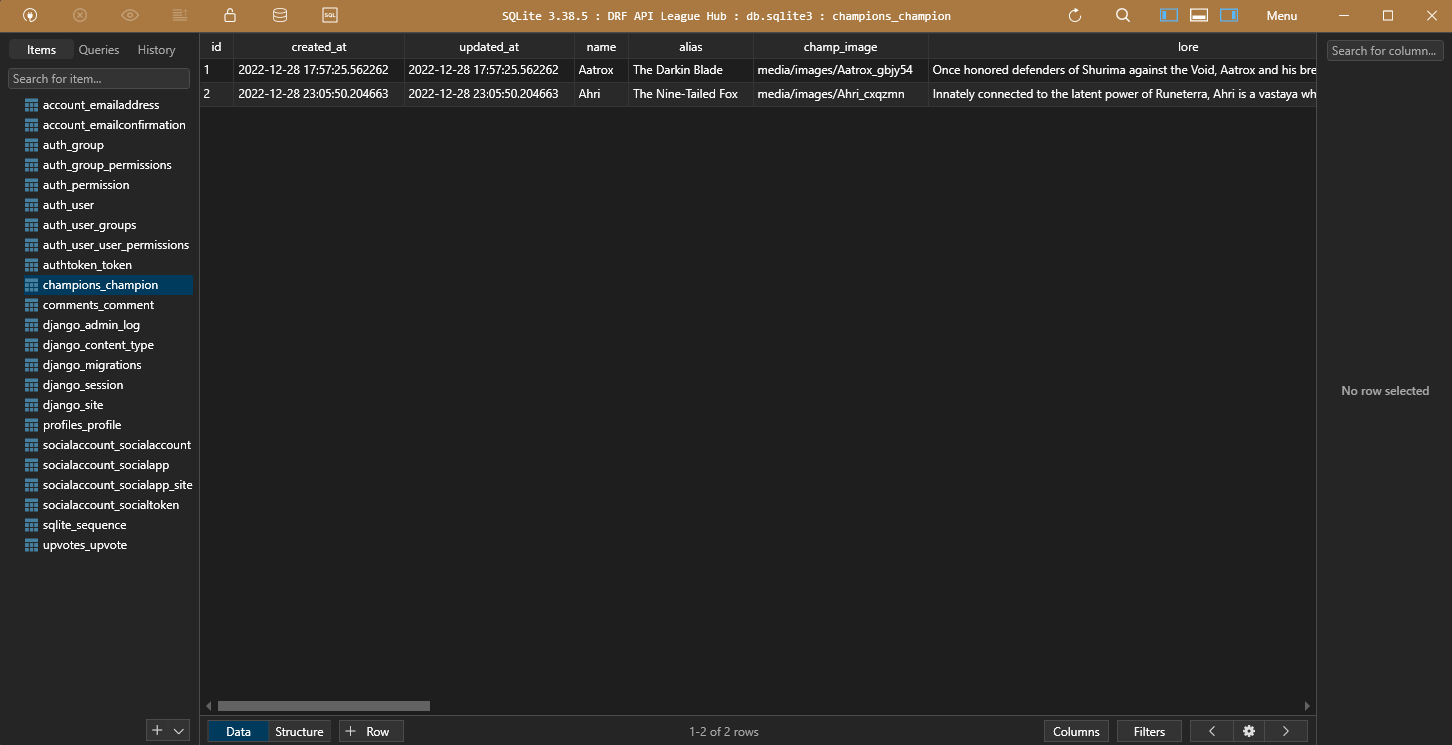 SQL SQLite 3.38.5 : DRF API League Hub : db.sqlite3 : champions_champion Menu
Items Queries History
Search for item...
account_emailaddress
account_emailconfirmation
auth_group
auth_group_permissions
auth_permission
auth_user
auth_user_groups
auth_user_user_permissions
authtoken_token
champions_champion
comments_comment
django_admin_log
django_content_type
django_migrations
django_session
django_site
profiles_profile
socialaccount_socialaccount
socialaccount_socialapp
socialaccount_socialapp_site
socialaccount_socialtoken
sqlite_sequence
upvotes_upvote
id created_at updated_at name alias champ_image lore
1 2022-12-28 17:57:25.562262 2022-12-28 17:57:25.562262 Aatrox The Darkin Blade media/images/Aatrox_gbjy54 Once honored defenders of Shurima against the Void, Aatrox and his bre
2 2022-12-28 23:05:50.204663 2022-12-28 23:05:50.204663 Ahri The Nine-Tailed Fox media/images/Ahri_cxqzmn Innately connected to the latent power of Runeterra, Ahri is a vastaya wh
Search for column...
No row selected
Data Structure + Row 1-2 of 2 rows Columns Filters